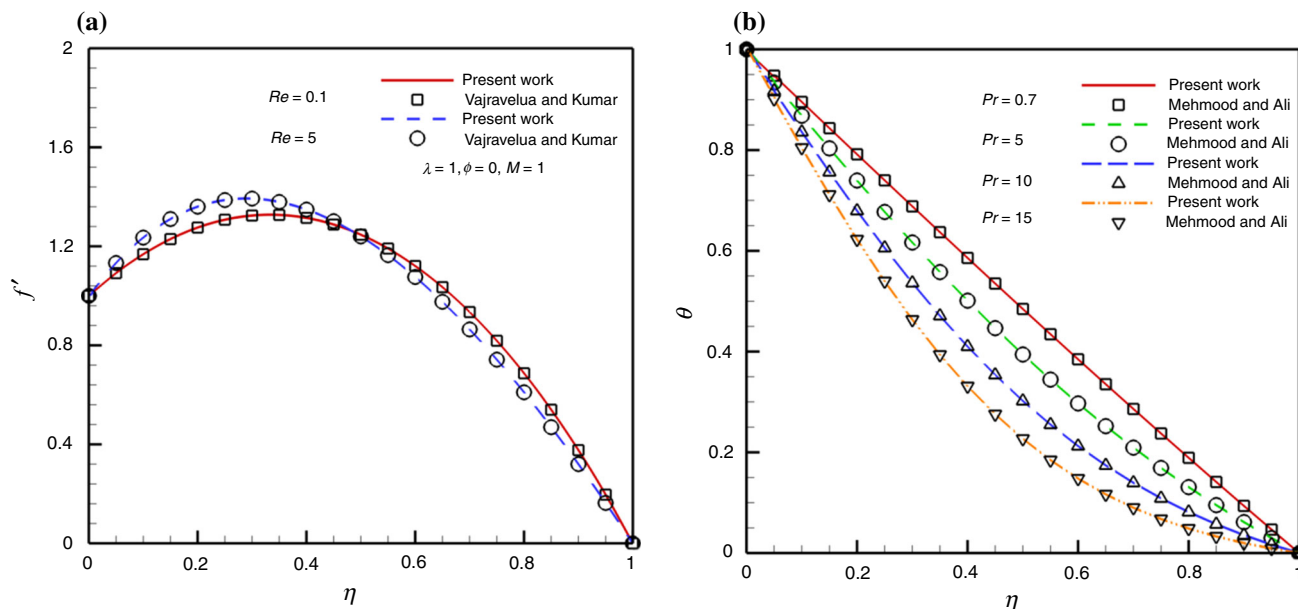 (a)
2
1.6
1.2
0.8
0.4
0
f′
0
0.2
0.4
0.6
0.8
1
η
Present work
Re = 0.1
Vajravelua and Kumar
Present work
Re = 5
Vajravelua and Kumar
λ = 1, ϕ = 0, M = 1
(b)
1
0.8
0.6
0.4
0.2
0
θ
0
0.2
0.4
0.6
0.8
1
η
Present work
Pr = 0.7
Mehmood and Ali
Present work
Pr = 5
Mehmood and Ali
Present work
Pr = 10
Mehmood and Ali
Present work
Pr = 15
Mehmood and Ali